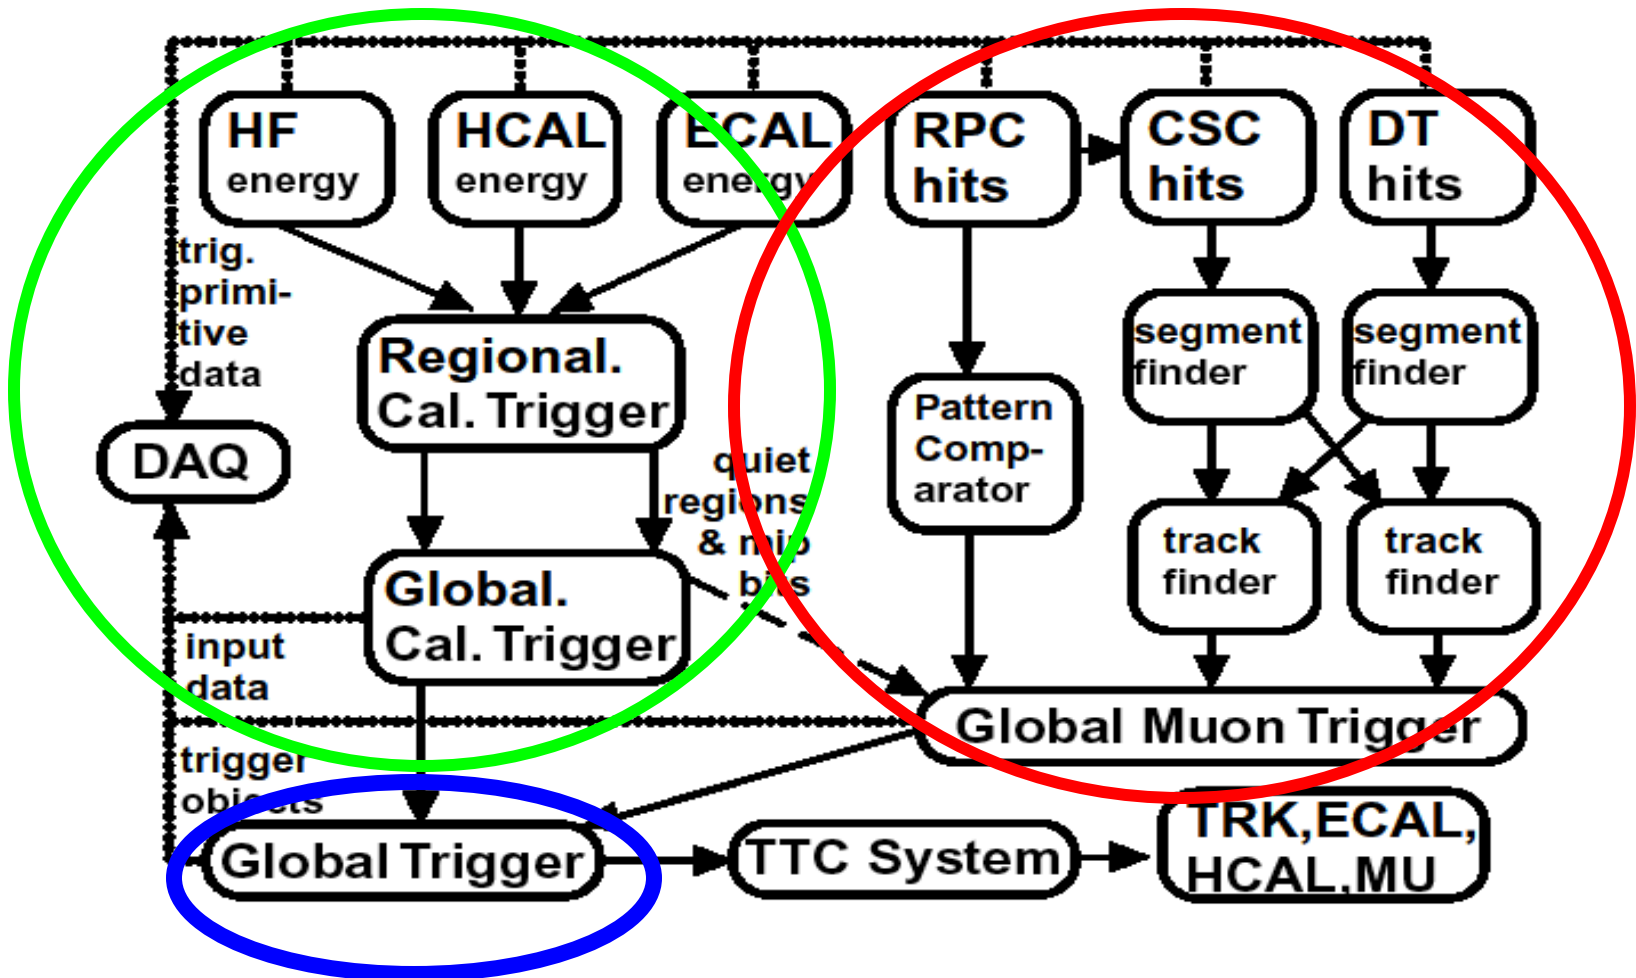 HF
energy
HCAL
energy
ECAL
energy
RPC
hits
CSC
hits
DT
hits
trig.
primi-
tive
data
Regional.
Cal. Trigger
segment
finder
segment
finder
Pattern
Comp-
arator
DAQ
quiet
regions
& mip
bits
track
finder
track
finder
Global.
Cal. Trigger
input
data
Global Muon Trigger
trigger
objects
Global Trigger
TTC System
TRK,ECAL,
HCAL,MU